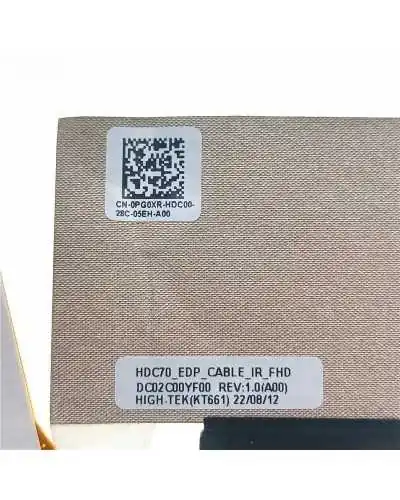 CN-0PG0XR-HDC00-
28C-05EH-A00
HDC70_EDP_CABLE_IR_FHD
DC02C00YF00 REV:1.0(A00)
HIGH-TEK(KT661) 22/08/12